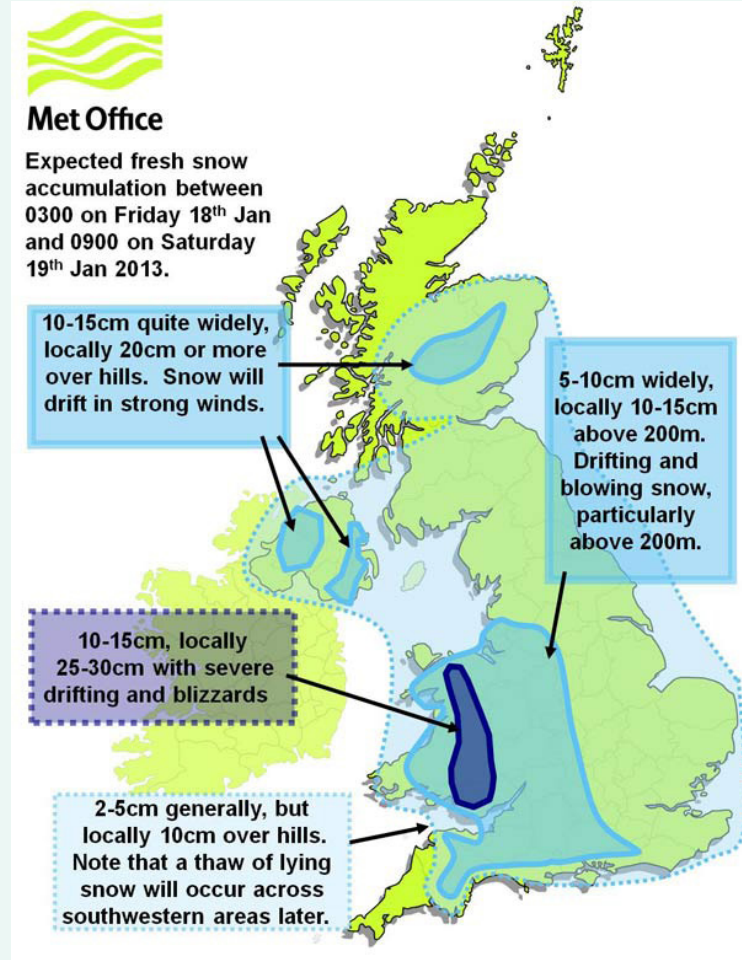 Met Office
Expected fresh snow
accumulation between
0300 on Friday 18th Jan
and 0900 on Saturday
19th Jan 2013.
10-15cm quite widely,
locally 20cm or more
over hills. Snow will
drift in strong winds.
5-10cm widely,
locally 10-15cm
above 200m.
Drifting and
blowing snow,
particularly
above 200m.
10-15cm, locally
25-30cm with severe
drifting and blizzards
2-5cm generally, but
locally 10cm over hills.
Note that a thaw of lying
snow will occur across
southwestern areas later.